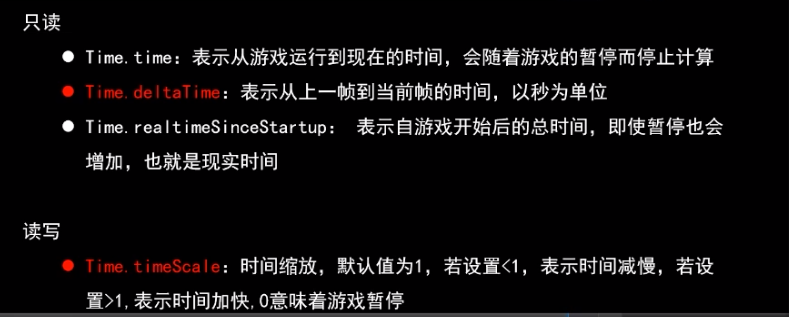 只读
● Time.time：表示从游戏运行到现在的时间，会随着游戏的暂停而停止计算
● Time.deltaTime：表示从上一帧到当前帧的时间，以秒为单位
● Time.realtimeSinceStartup： 表示自游戏开始后的总时间，即使暂停也会
增加，也就是现实时间
读写
● Time.timeScale：时间缩放，默认值为1，若设置<1，表示时间减慢，若设
置>1,表示时间加快,0意味着游戏暂停